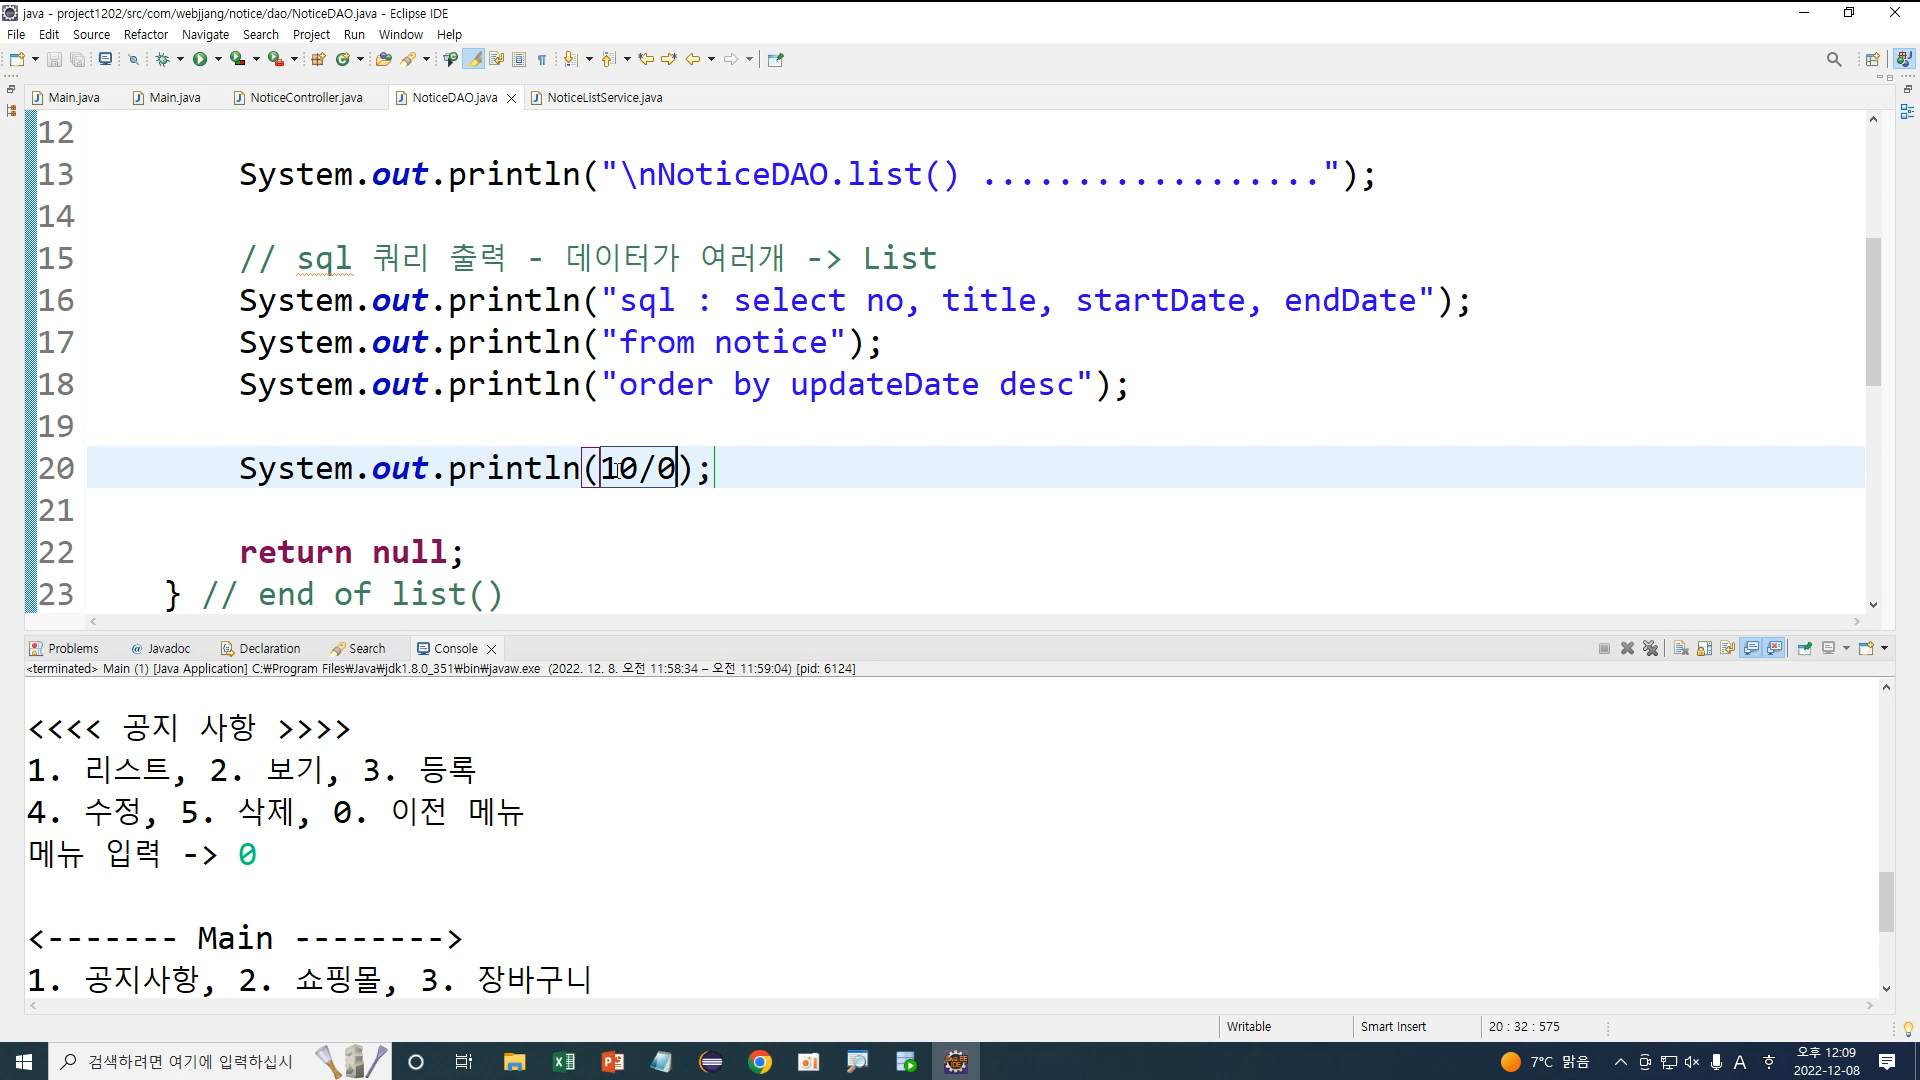 java - project1202/src/com/webjjang/notice/dao/NoticeDAO.java - Eclipse IDE
File Edit Source Refactor Navigate Search Project Run Window Help
Main.java Main.java NoticeController.java NoticeDAO.java NoticeListService.java
12
13 System.out.println("\nNoticeDAO.list() ..................");
14
15 // sql 쿼리 출력 - 데이터가 여러개 -> List
16 System.out.println("sql : select no, title, startDate, endDate");
17 System.out.println("from notice");
18 System.out.println("order by updateDate desc");
19
20 System.out.println(10/0);
21
22 return null;
23 } // end of list()
Problems @ Javadoc Declaration Search Console
<terminated> Main (1) [Java Application] C:₩Program Files₩Java₩jdk1.8.0_351₩bin₩javaw.exe (2022. 12. 8. 오전 11:58:34 – 오전 11:59:04) [pid: 6124]
<<<< 공지 사항 >>>>
1. 리스트, 2. 보기, 3. 등록
4. 수정, 5. 삭제, 0. 이전 메뉴
메뉴 입력 -> 0
<------- Main -------->
1. 공지사항, 2. 쇼핑몰, 3. 장바구니
Writable Smart Insert 20 : 32 : 575
검색하려면 여기에 입력하십시 7°C 맑음 A 오후 12:09
2022-12-08